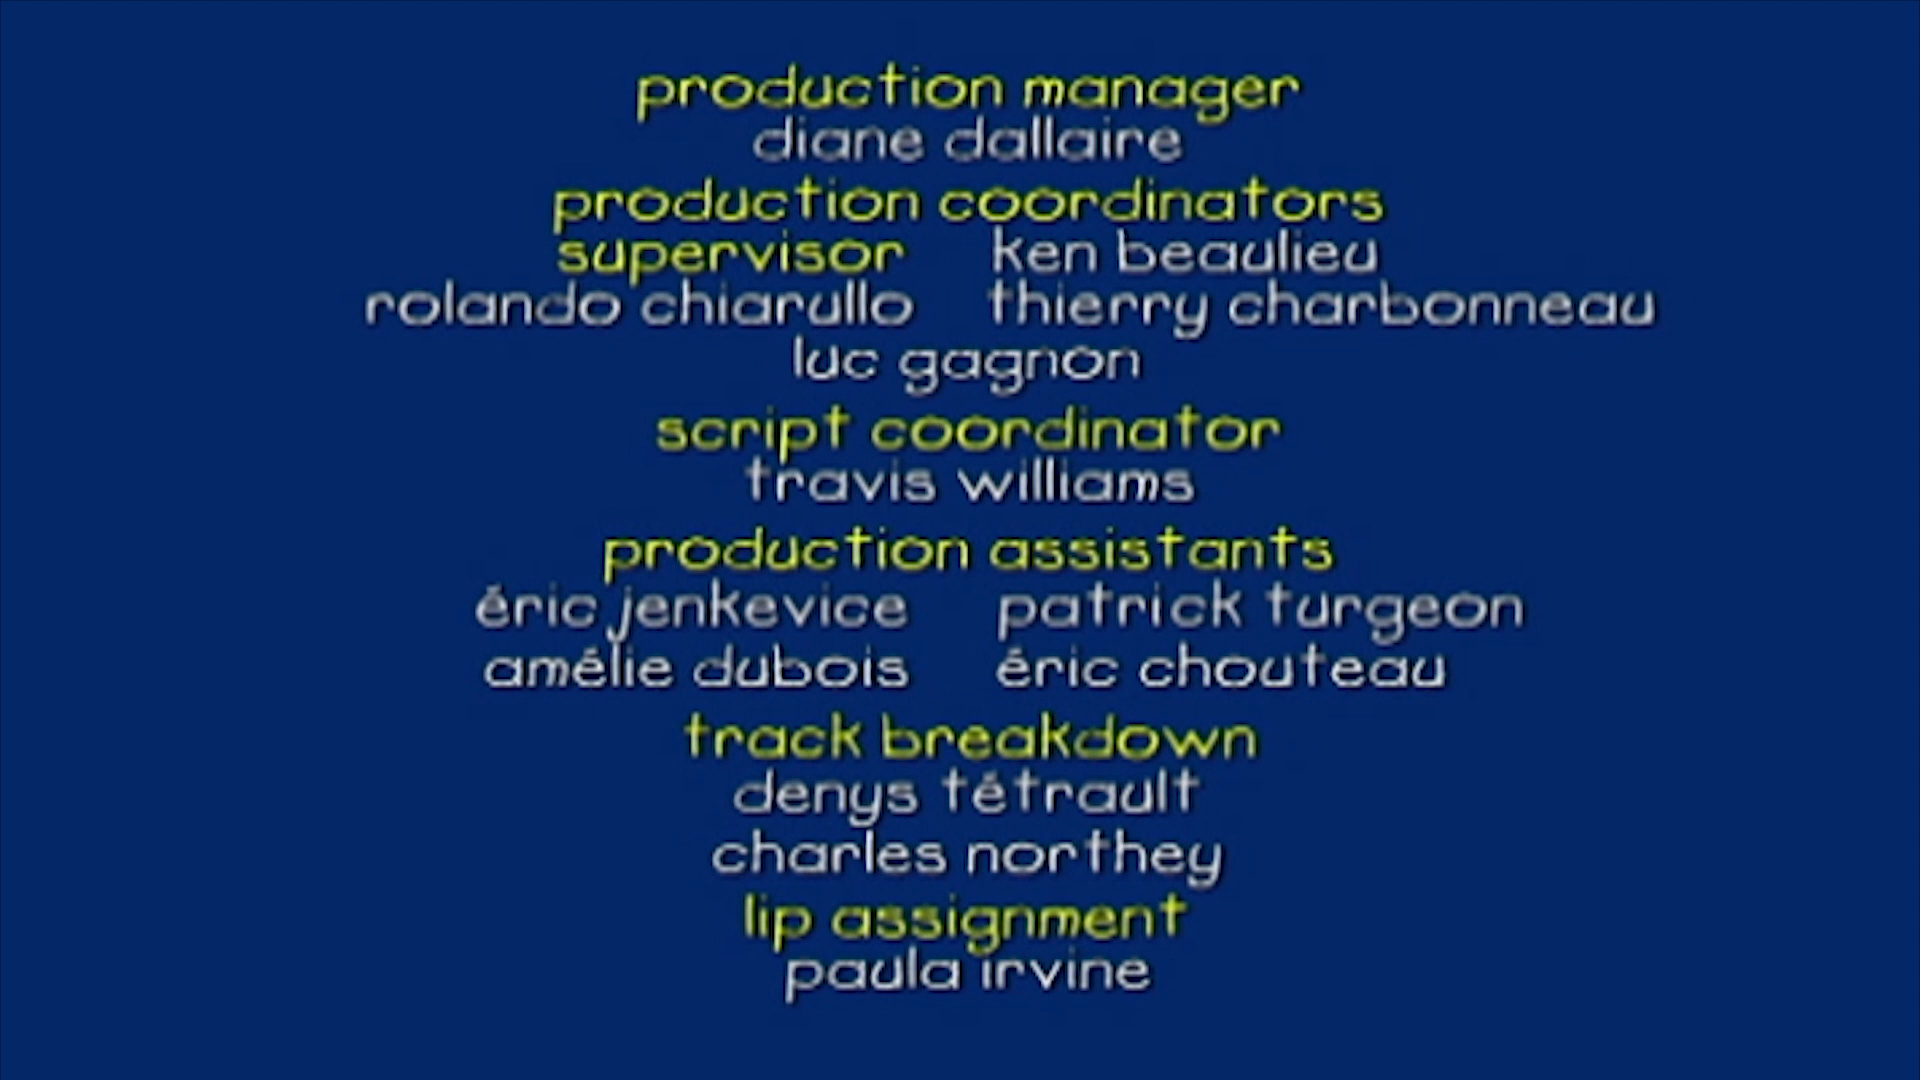 production manager
diane dallaire
production coordinators
supervisor ken beaulieu
rolando chiarullo thierry charbonneau
luc gagnon
script coordinator
travis williams
production assistants
éric jenkevice patrick turgeon
amélie dubois éric chouteau
track breakdown
denys tétrault
charles northey
lip assignment
paula irvine